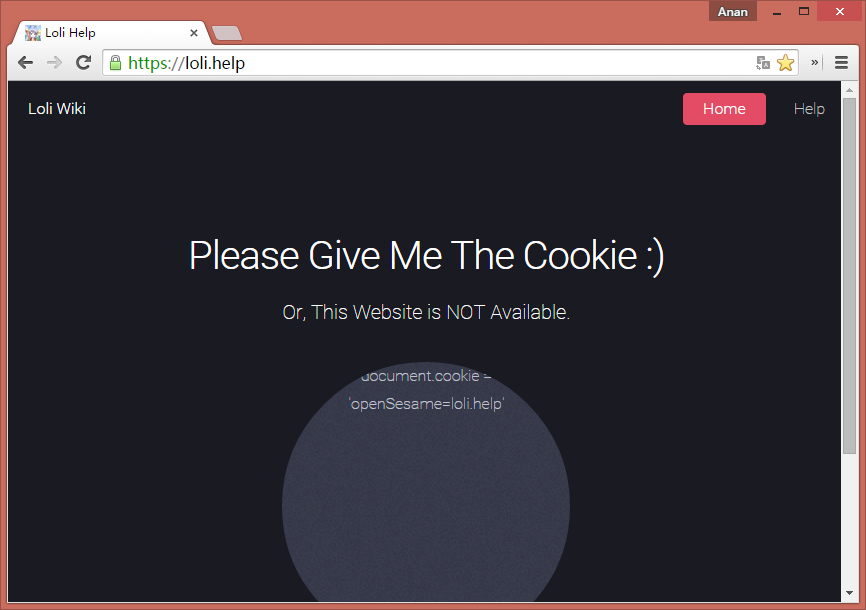 Anan
Loli Help
https://loli.help
Loli Wiki
Home
Help
Please Give Me The Cookie :)
Or, This Website is NOT Available.
document.cookie =
'openSesame=loli.help'